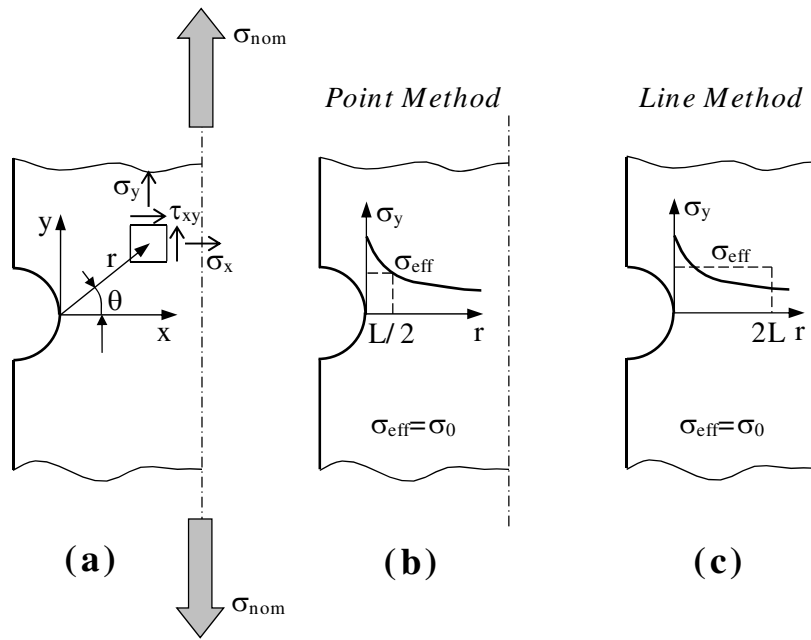 σnom
Point Method
Line Method
σy
τxy
σx
y
r
θ
x
σy
σeff
L/2
r
σeff=σ0
σy
σeff
2L
r
σeff=σ0
(a)
(b)
(c)
σnom